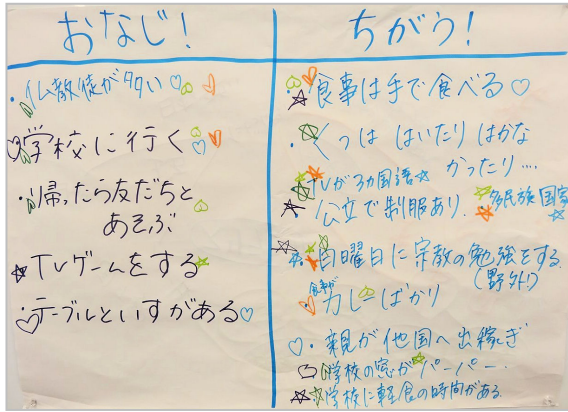 おなじ!
・仏教徒が多い
・学校に行く
・帰ったら友だちと
あそぶ
・TVゲームをする
・テーブルといすがある
ちがう!
・食事は手で食べる
・くつは はいたり はかな
かったり....
・TVが3カ国語
・多民族国家
・公立で制服あり.
・日曜日に宗教の勉強をする.
(野外り)
・食事がカレーばかり
・親が他国へ出稼ぎ
・学校の窓がパーパー.
・学校に軽食の時間がある.